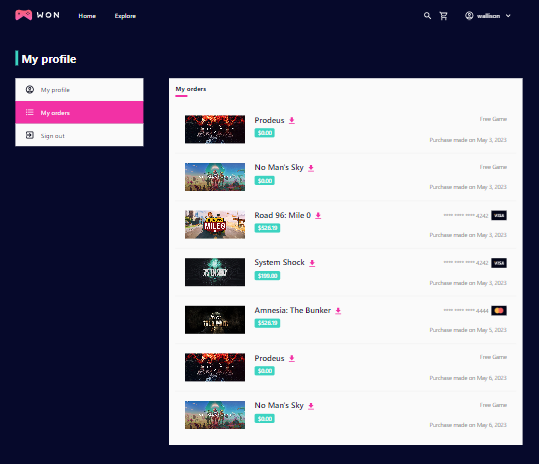 WON
Home
Explore
wallison
My profile
My profile
My orders
Sign out
My orders
Prodeus
Free Game
$0.00
Purchase made on May 3, 2023
No Man's Sky
Free Game
$0.00
Purchase made on May 3, 2023
Road 96: Mile 0
**** **** **** 4242 VISA
$528.19
Purchase made on May 3, 2023
System Shock
**** **** **** 4242 VISA
$199.00
Purchase made on May 3, 2023
Amnesia: The Bunker
**** **** **** 4444
$528.19
Purchase made on May 5, 2023
Prodeus
Free Game
$0.00
Purchase made on May 6, 2023
No Man's Sky
Free Game
$0.00
Purchase made on May 6, 2023